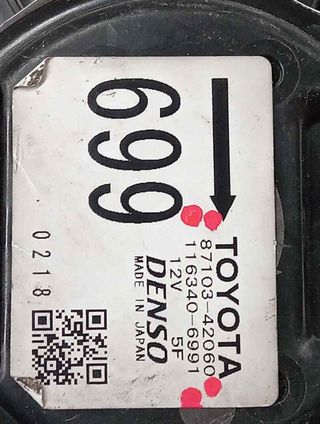 TOYOTA
87103-42060
116340-6991
12V 5F
DENSO
MADE IN JAPAN
699
0218